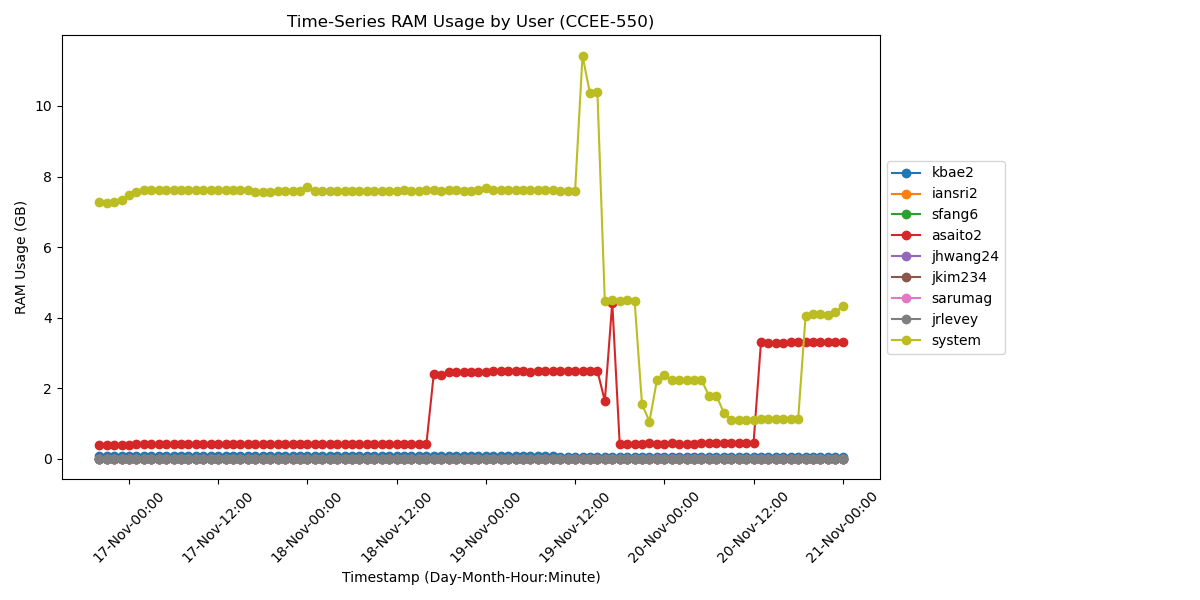 Time-Series RAM Usage by User (CCEE-550)
RAM Usage (GB)
10
8
6
4
2
0
17-Nov-00:00
17-Nov-12:00
18-Nov-00:00
18-Nov-12:00
19-Nov-00:00
19-Nov-12:00
20-Nov-00:00
20-Nov-12:00
21-Nov-00:00
Timestamp (Day-Month-Hour:Minute)
kbae2
iansri2
sfang6
asaito2
jhwang24
jkim234
sarumag
jrlevey
system